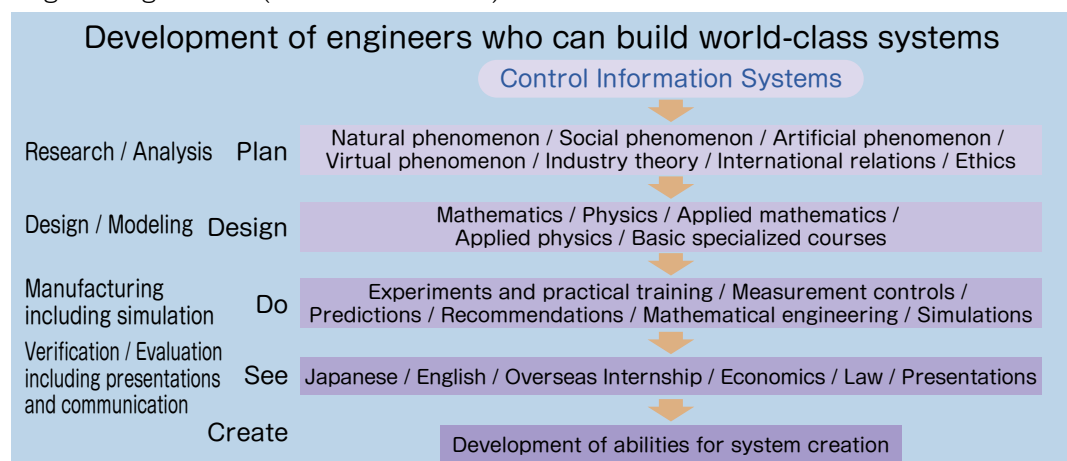 Development of engineers who can build world-class systems
Control Information Systems
Research / Analysis Plan
Natural phenomenon / Social phenomenon / Artificial phenomenon /
Virtual phenomenon / Industry theory / International relations / Ethics
Design / Modeling Design
Mathematics / Physics / Applied mathematics /
Applied physics / Basic specialized courses
Manufacturing
including simulation
Do
Experiments and practical training / Measurement controls /
Predictions / Recommendations / Mathematical engineering / Simulations
Verification / Evaluation
including presentations
and communication
See
Japanese / English / Overseas Internship / Economics / Law / Presentations
Create
Development of abilities for system creation